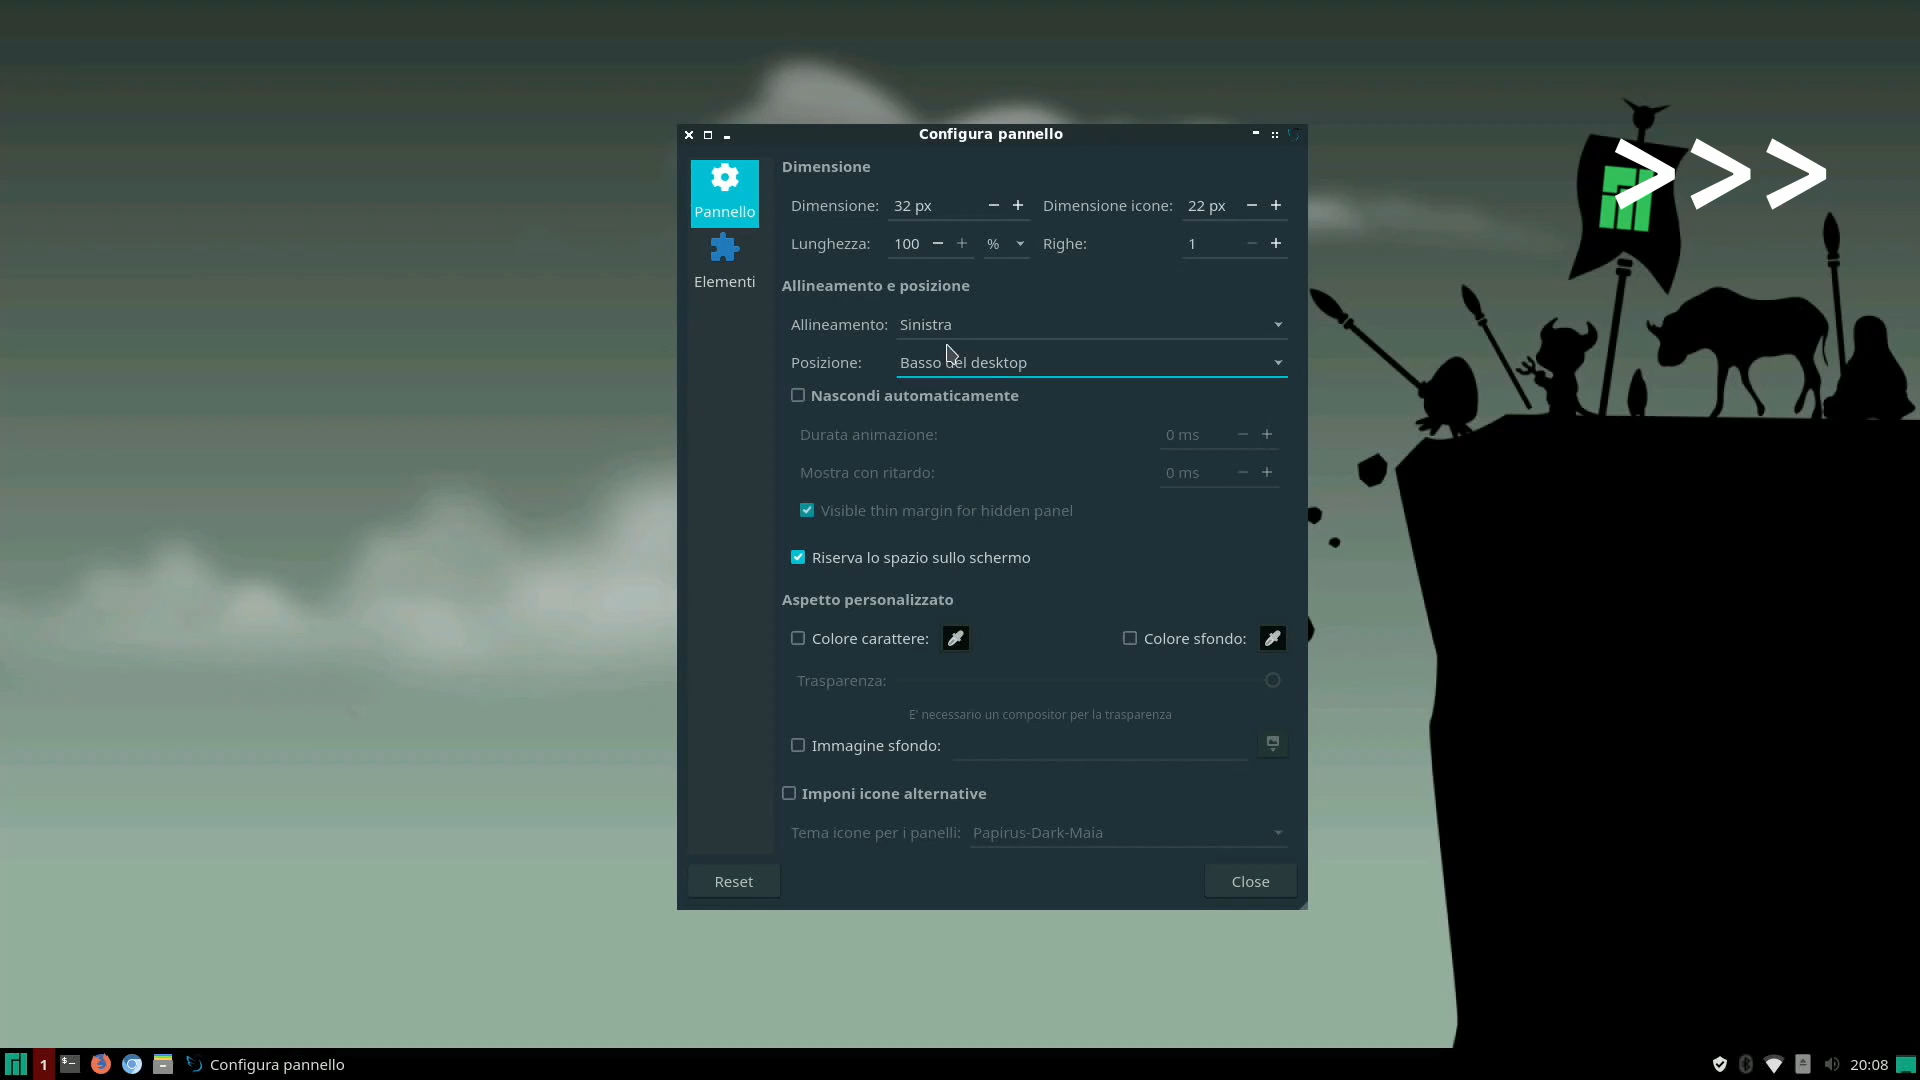 Configura pannello
>>>
Pannello
Elementi
Dimensione
Dimensione: 32 px Dimensione icone: 22 px
Lunghezza: 100 % Righe: 1
Allineamento e posizione
Allineamento: Sinistra
Posizione: Basso del desktop
Nascondi automaticamente
Durata animazione: 0 ms
Mostra con ritardo: 0 ms
Visible thin margin for hidden panel
Riserva lo spazio sullo schermo
Aspetto personalizzato
Colore carattere: Colore sfondo:
Trasparenza:
E' necessario un compositor per la trasparenza
Immagine sfondo:
Imponi icone alternative
Tema icone per i panelli: Papirus-Dark-Maia
Reset Close
1 Configura pannello 20:08